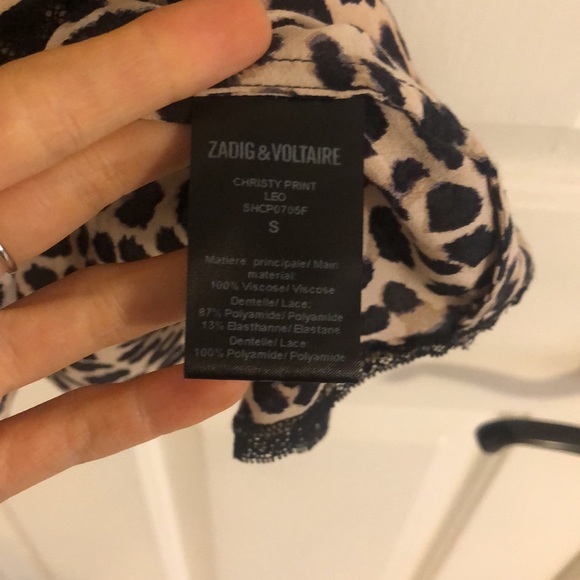 ZADIG & VOLTAIRE
CHRISTY PRINT
LEO
SHCP0705F
S
Matiere principale/ Main
material:
100% Viscose/ Viscose
Dentelle/ Lace:
87% Polyamide/ Polyamide
13% Elasthanne/ Elastane
Dentelle/ Lace:
100% Polyamide/ Polyamide